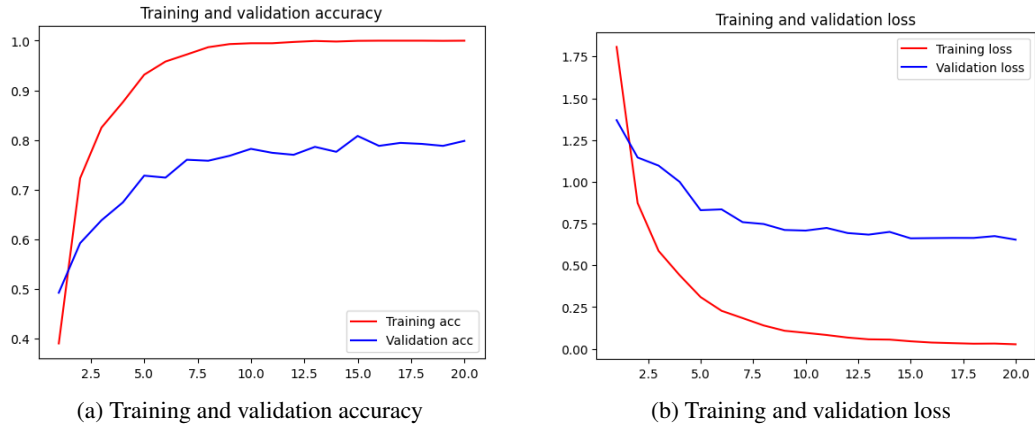 Training and validation accuracy
1.0
0.9
0.8
0.7
0.6
0.5
0.4
Training acc
Validation acc
2.5 5.0 7.5 10.0 12.5 15.0 17.5 20.0
(a) Training and validation accuracy
Training and validation loss
Training loss
Validation loss
1.75
1.50
1.25
1.00
0.75
0.50
0.25
0.00
2.5 5.0 7.5 10.0 12.5 15.0 17.5 20.0
(b) Training and validation loss